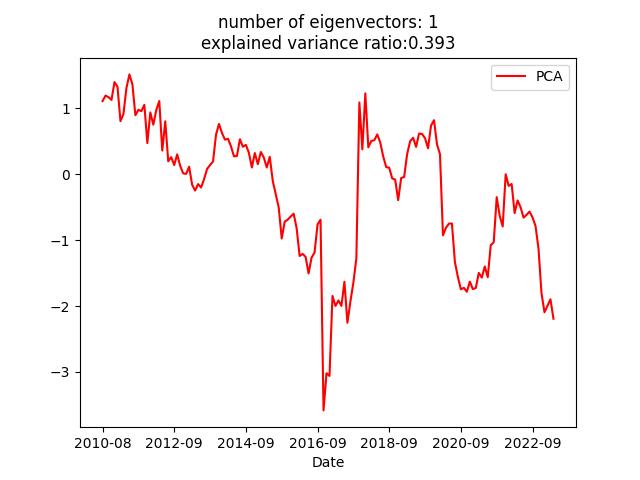 number of eigenvectors: 1
explained variance ratio:0.393
PCA
1
0
−1
−2
−3
2010-08 2012-09 2014-09 2016-09 2018-09 2020-09 2022-09
Date